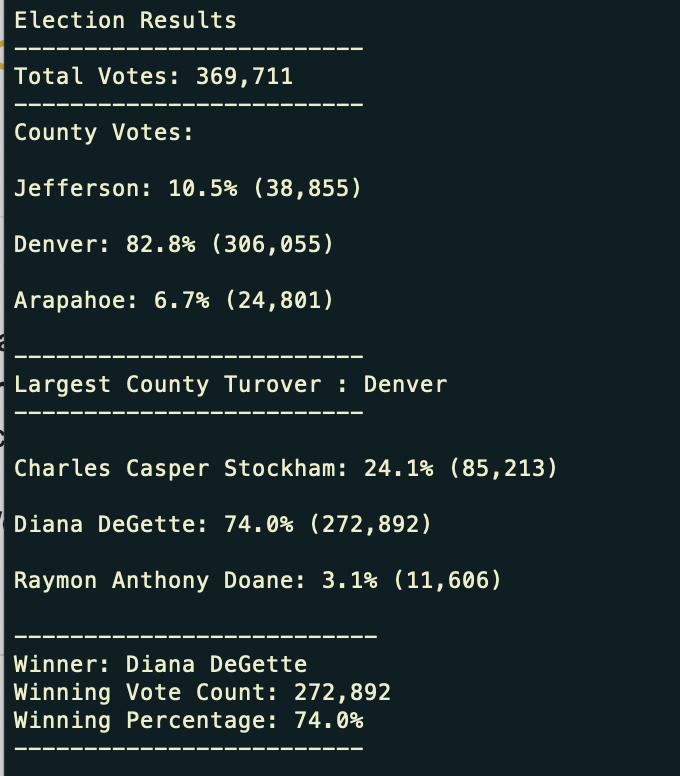 Election Results
-------------------------
Total Votes: 369,711
-------------------------
County Votes:
Jefferson: 10.5% (38,855)
Denver: 82.8% (306,055)
Arapahoe: 6.7% (24,801)
-------------------------
Largest County Turover : Denver
-------------------------
Charles Casper Stockham: 24.1% (85,213)
Diana DeGette: 74.0% (272,892)
Raymon Anthony Doane: 3.1% (11,606)
--------------------------
Winner: Diana DeGette
Winning Vote Count: 272,892
Winning Percentage: 74.0%
-------------------------